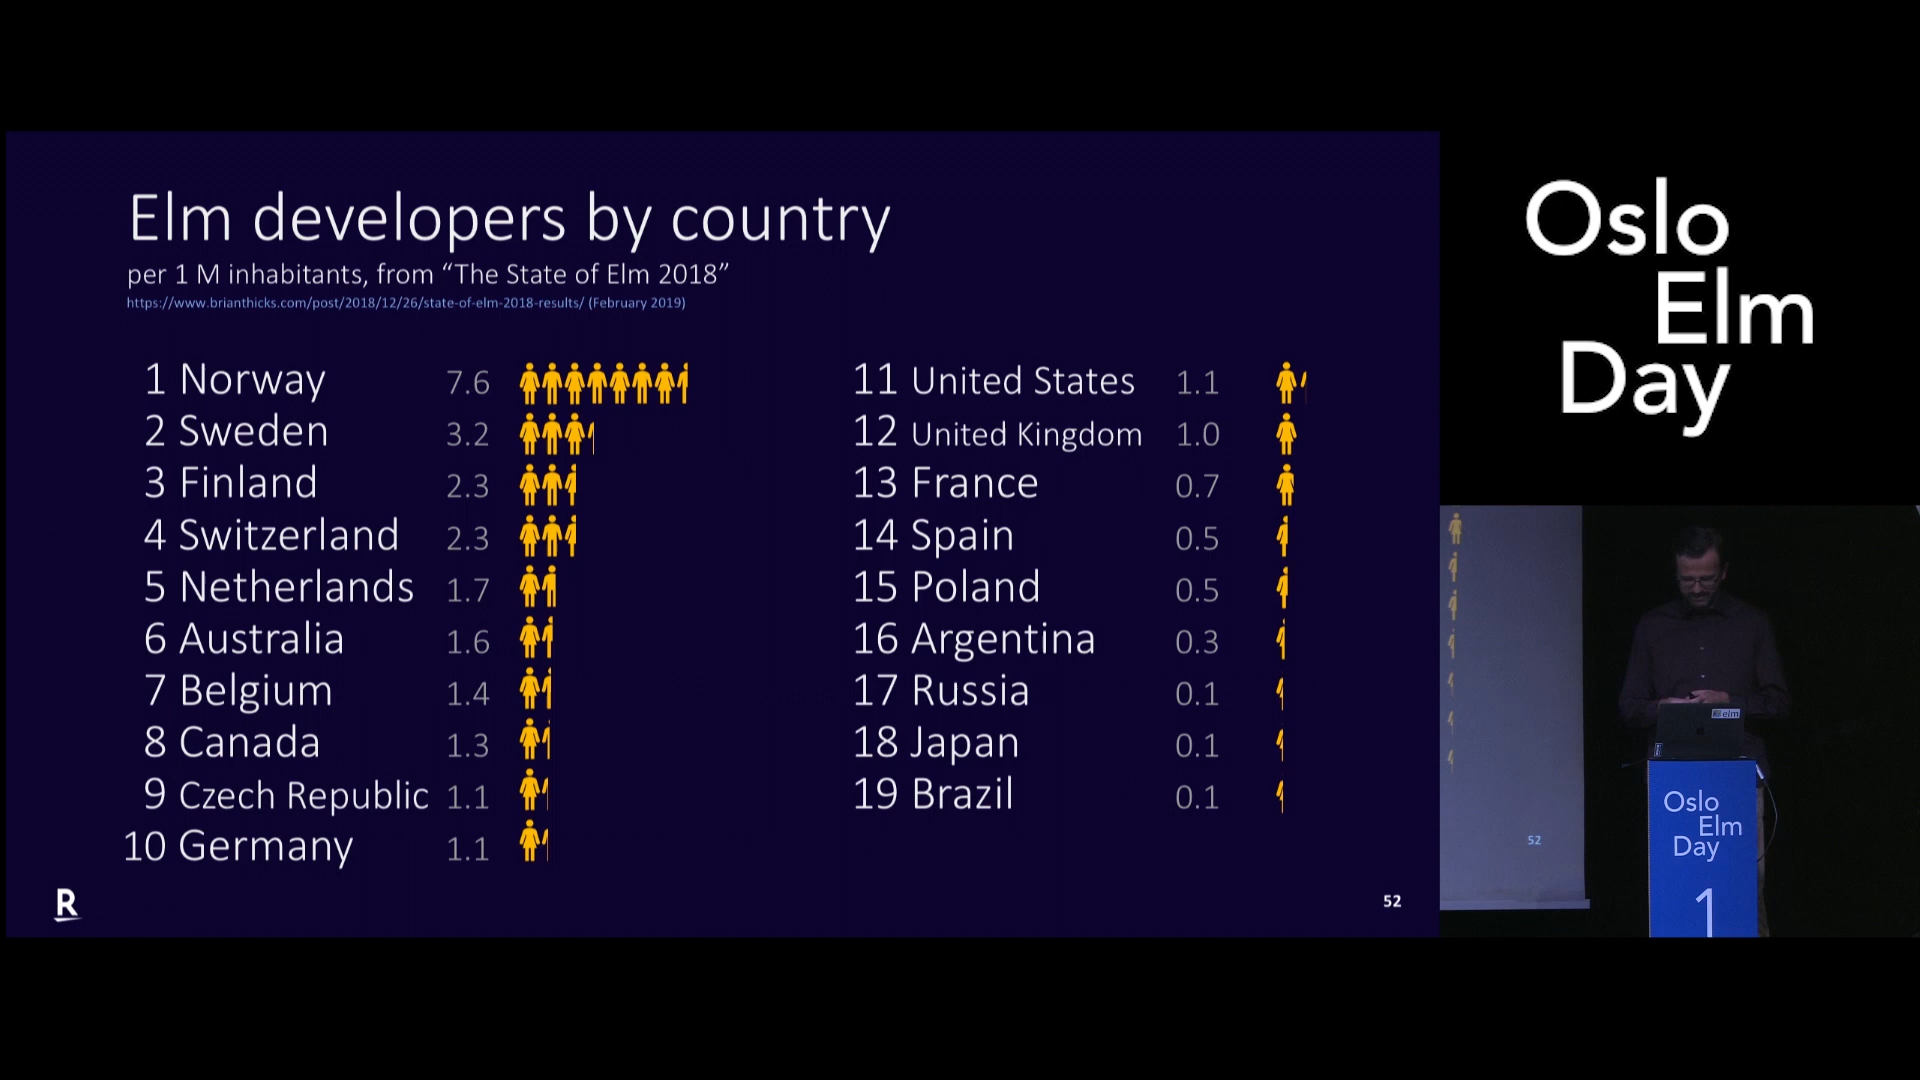 Elm developers by country
per 1 M inhabitants, from “The State of Elm 2018”
https://www.brianthicks.com/post/2018/12/26/state-of-elm-2018-results/ (February 2019)
1 Norway 7.6
2 Sweden 3.2
3 Finland 2.3
4 Switzerland 2.3
5 Netherlands 1.7
6 Australia 1.6
7 Belgium 1.4
8 Canada 1.3
9 Czech Republic 1.1
10 Germany 1.1
11 United States 1.1
12 United Kingdom 1.0
13 France 0.7
14 Spain 0.5
15 Poland 0.5
16 Argentina 0.3
17 Russia 0.1
18 Japan 0.1
19 Brazil 0.1
R
52
Oslo
Elm
Day
elm
52
Oslo
Elm
Day
1